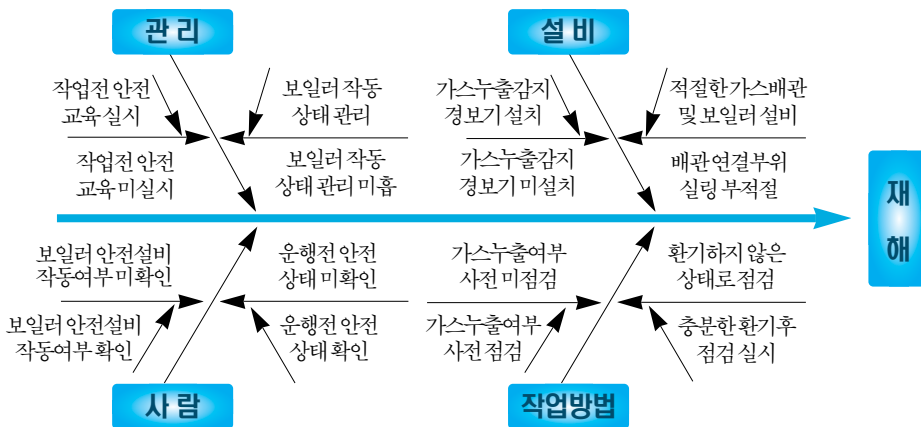 관 리
설 비
작업전 안전
교육 실시
보일러 작동
상태 관리
가스누출감지
경보기 설치
적절한 가스배관
및 보일러 설비
작업전 안전
교육 미실시
보일러 작동
상태 관리 미흡
가스누출감지
경보기 미설치
배관 연결부위
실링 부적절
재
해
보일러 안전설비
작동여부 미확인
운행전 안전
상태 미확인
가스누출여부
사전 미점검
환기하지 않은
상태로 점검
보일러 안전설비
작동여부 확인
운행전 안전
상태 확인
가스누출여부
사전 점검
충분한 환기후
점검 실시
사 람
작업방법